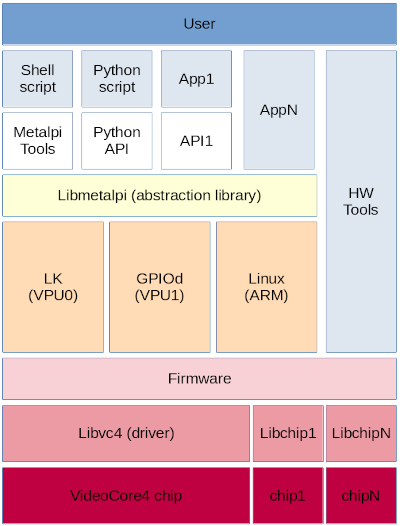 User
Shell
script
Python
script
App1
AppN
HW
Tools
Metalpi
Tools
Python
API
API1
Libmetalpi (abstraction library)
LK
(VPU0)
GPIOd
(VPU1)
Linux
(ARM)
Firmware
Libvc4 (driver)
Libchip1
LibchipN
VideoCore4 chip
chip1
chipN